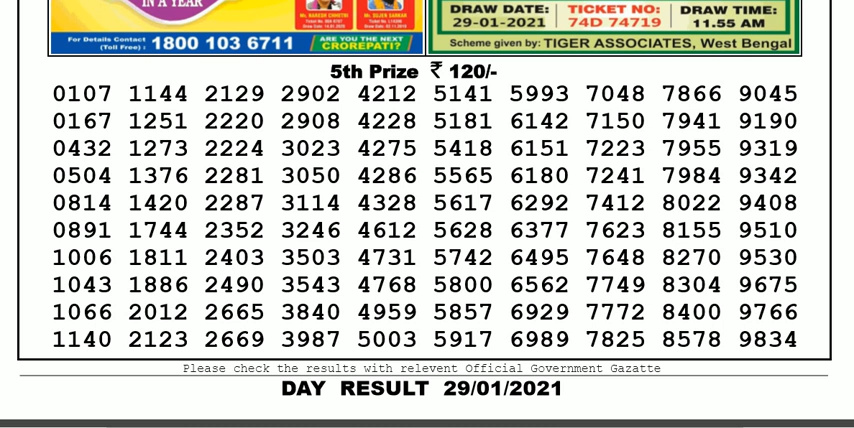 IN A YEAR
For Details Contact
(Toll Free) : 1800 103 6711
ARE YOU THE NEXT
CROREPATI?
DRAW DATE: TICKET NO: DRAW TIME:
29-01-2021 74D 74719 11.55 AM
Scheme given by: TIGER ASSOCIATES, West Bengal
5th Prize ₹ 120/-
0107 1144 2129 2902 4212 5141 5993 7048 7866 9045
0167 1251 2220 2908 4228 5181 6142 7150 7941 9190
0432 1273 2224 3023 4275 5418 6151 7223 7955 9319
0504 1376 2281 3050 4286 5565 6180 7241 7984 9342
0814 1420 2287 3114 4328 5617 6292 7412 8022 9408
0891 1744 2352 3246 4612 5628 6377 7623 8155 9510
1006 1811 2403 3503 4731 5742 6495 7648 8270 9530
1043 1886 2490 3543 4768 5800 6562 7749 8304 9675
1066 2012 2665 3840 4959 5857 6929 7772 8400 9766
1140 2123 2669 3987 5003 5917 6989 7825 8578 9834
Please check the results with relevent Official Government Gazatte
DAY RESULT 29/01/2021